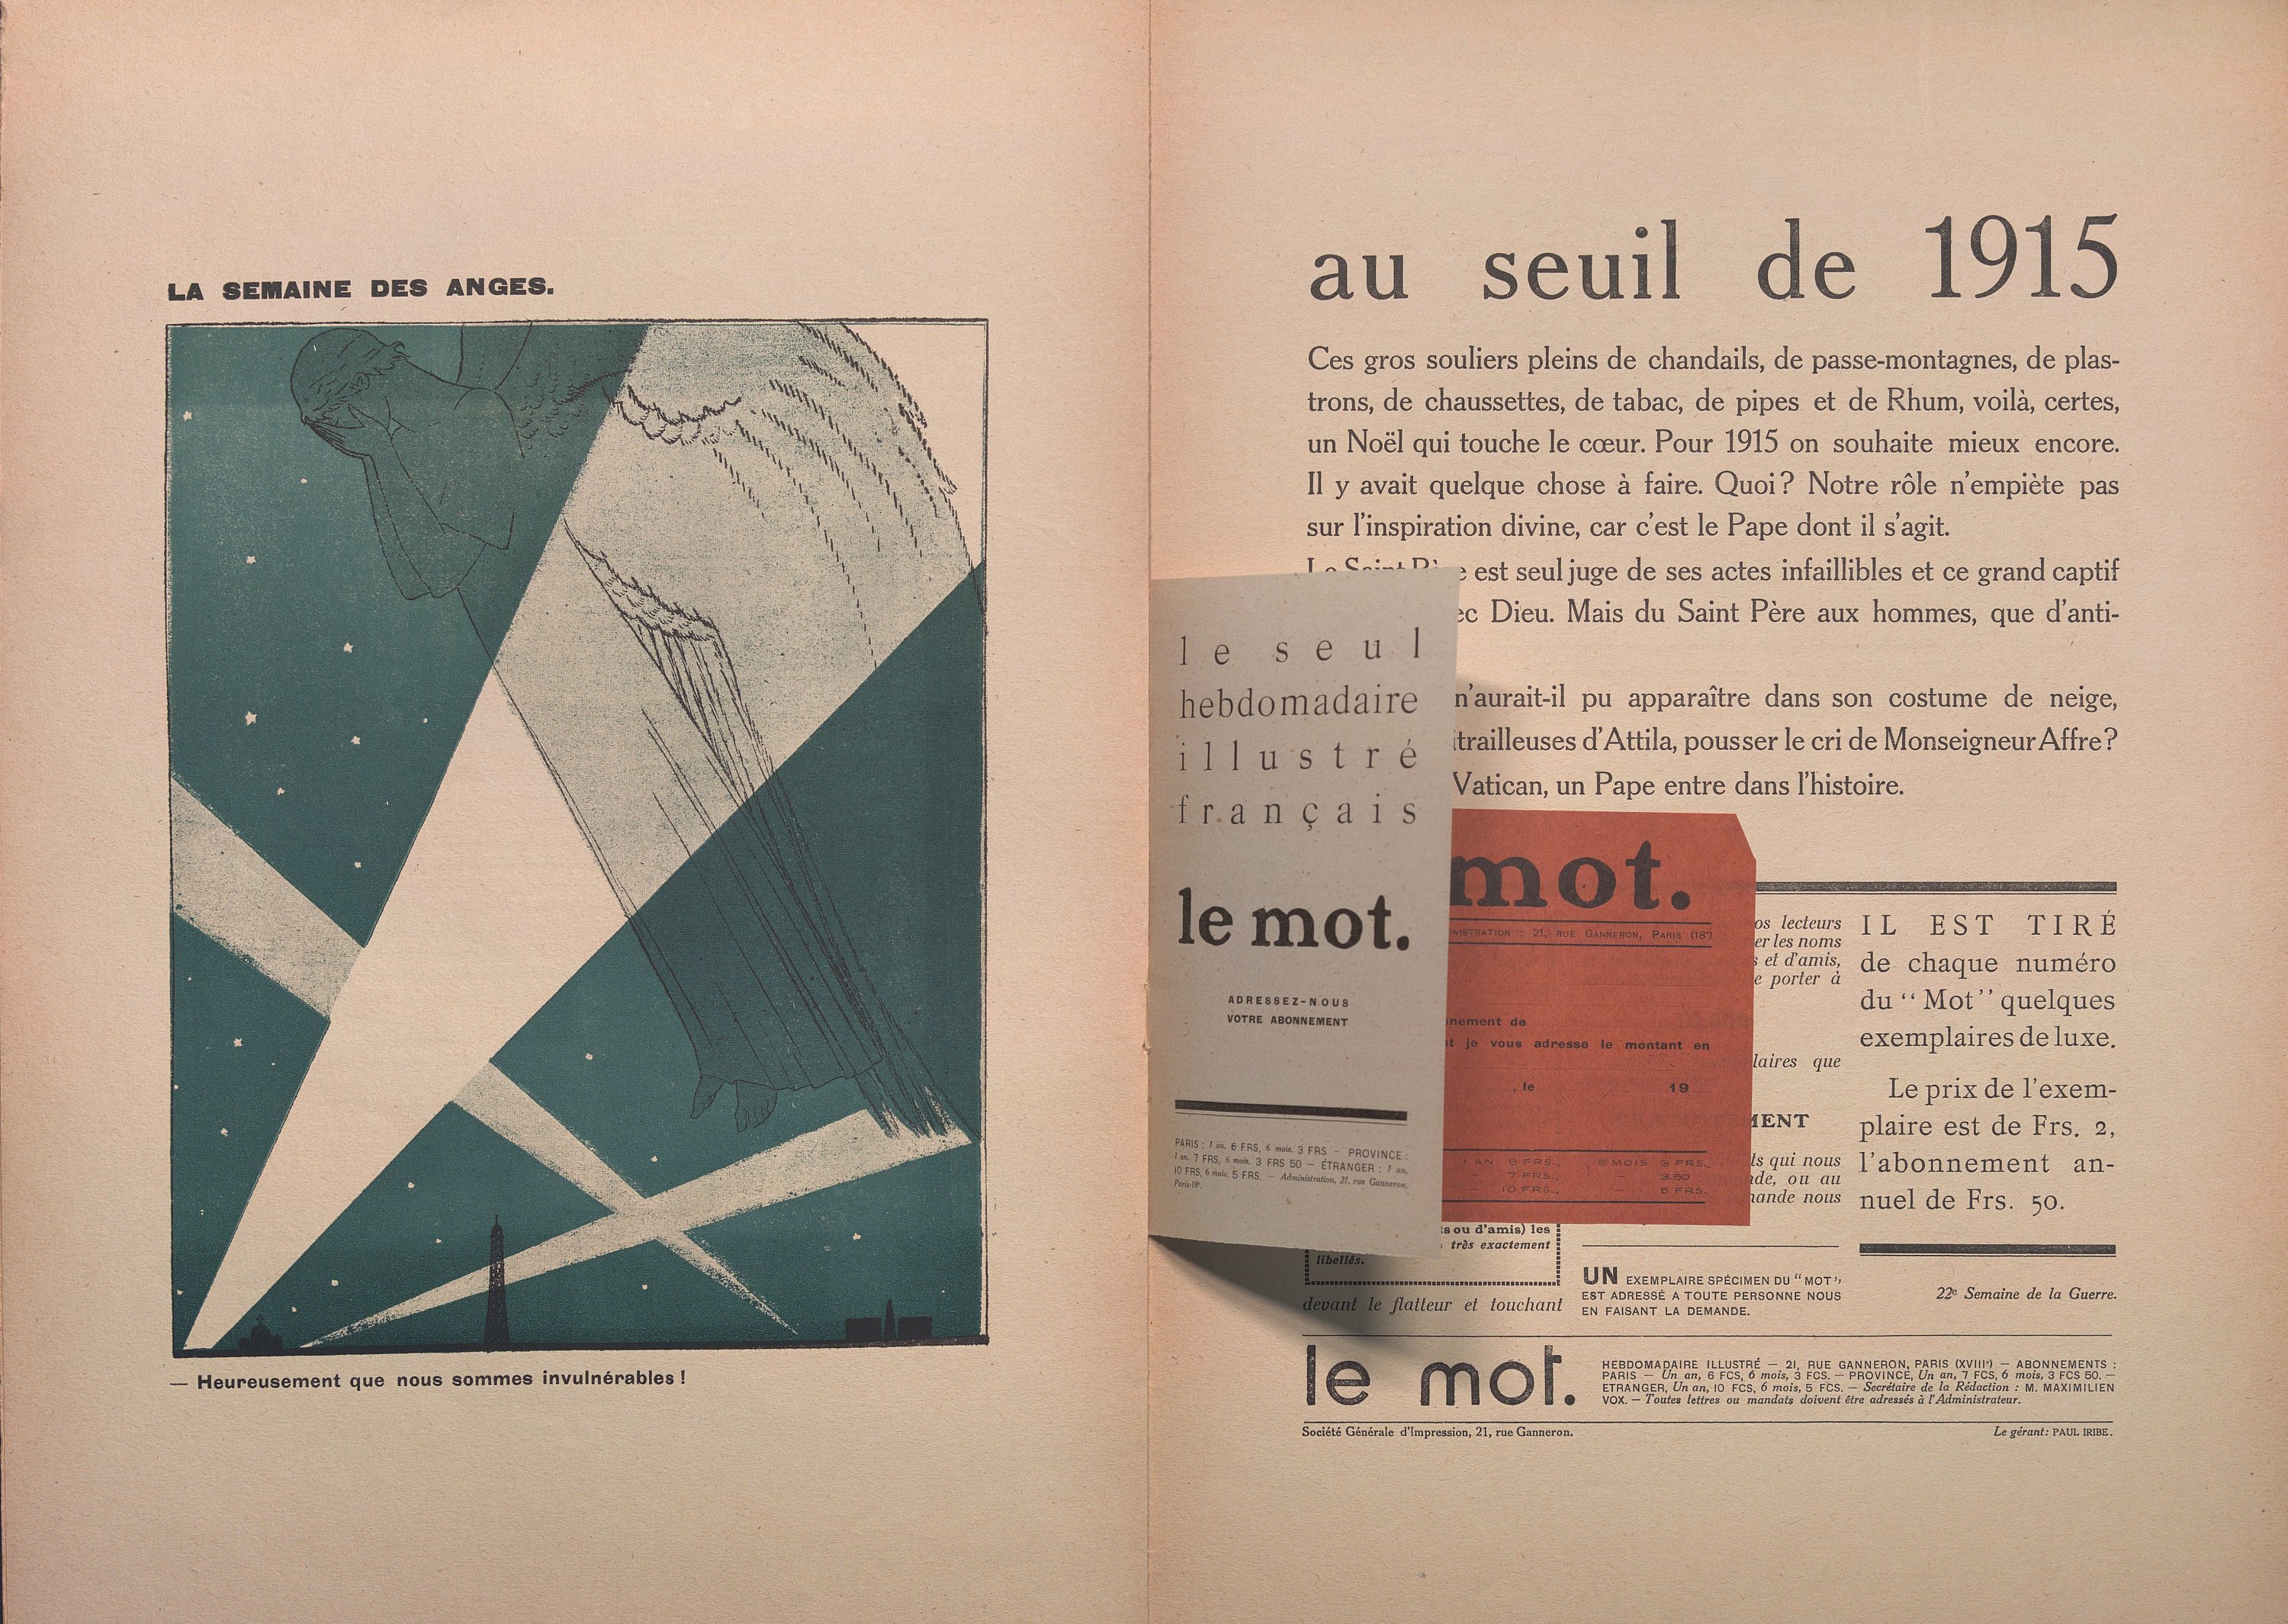 LA SEMAINE DES ANGES.
— Heureusement que nous sommes invulnérables !
au seuil de 1915
Ces gros souliers pleins de chandails, de passe-montagnes, de plas-
trons, de chaussettes, de tabac, de pipes et de Rhum, voilà, certes,
un Noël qui touche le cœur. Pour 1915 on souhaite mieux encore.
Il y avait quelque chose à faire. Quoi ? Notre rôle n'empiète pas
sur l'inspiration divine, car c'est le Pape dont il s'agit.
Le Saint Père est seul juge de ses actes infaillibles et ce grand captif
Dieu. Mais du Saint Père aux hommes, que d'anti-
n'aurait-il pu apparaître dans son costume de neige,
d'Attila, pousser le cri de Monseigneur Affre ?
Vatican, un Pape entre dans l'histoire.
le seul
hebdomadaire
illustré
français
le mot.
ADRESSEZ-NOUS
VOTRE ABONNEMENT
PARIS : 1 an, 6 FRS, 6 mois, 3 FRS — PROVINCE :
1 an, 7 FRS, 6 mois, 3 FRS 50 — ÉTRANGER : 1 an,
10 FRS, 6 mois, 5 FRS. — Administration, 21, rue Ganneron,
Paris-18e.
mot.
: 21, RUE GANNERON, PARIS (18e)
de
je vous adresse le montant en
, le 19
1 AN 6 FRS., 6 MOIS 3 FRS.
— 7 FRS., — 3.50
— 10 FRS., — 5 FRS.
lecteurs
les noms
et d'amis,
porter à
que
qui nous
ou au
nous
ou d'amis) les
très exactement
libellés.
devant le flatteur et touchant
UN EXEMPLAIRE SPÉCIMEN DU "MOT"
EST ADRESSÉ A TOUTE PERSONNE NOUS
EN FAISANT LA DEMANDE.
IL EST TIRÉ
de chaque numéro
du "Mot" quelques
exemplaires de luxe.
Le prix de l'exem-
plaire est de Frs. 2,
l'abonnement an-
nuel de Frs. 50.
22e Semaine de la Guerre.
le mot.
HEBDOMADAIRE ILLUSTRÉ — 21, RUE GANNERON, PARIS (XVIIIe) — ABONNEMENTS :
PARIS — Un an, 6 FCS, 6 mois, 3 FCS. — PROVINCE, Un an, 7 FCS, 6 mois, 3 FCS 50. —
ETRANGER, Un an, 10 FCS, 6 mois, 5 FCS. — Secrétaire de la Rédaction : M. MAXIMILIEN
VOX. — Toutes lettres ou mandats doivent être adressés à l'Administrateur.
Société Générale d'Impression, 21, rue Ganneron.
Le gérant : PAUL IRIBE.